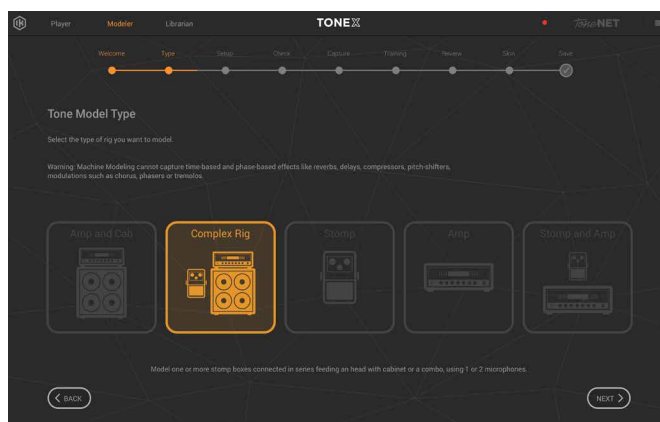 Player Modeler Librarian TONEX ToneNET
Welcome Type Setup Check Capture Training Review Skin Save
Tone Model Type
Select the type of rig you want to model.
Warning: Machine Modeling cannot capture time-based and phase-based effects like reverbs, delays, compressors, pitch-shifters,
modulations such as chorus, phasers or tremolos.
Amp and Cab Complex Rig Stomp Amp Stomp and Amp
Model one or more stomp boxes connected in series feeding an head with cabinet or a combo, using 1 or 2 microphones.
< BACK NEXT >